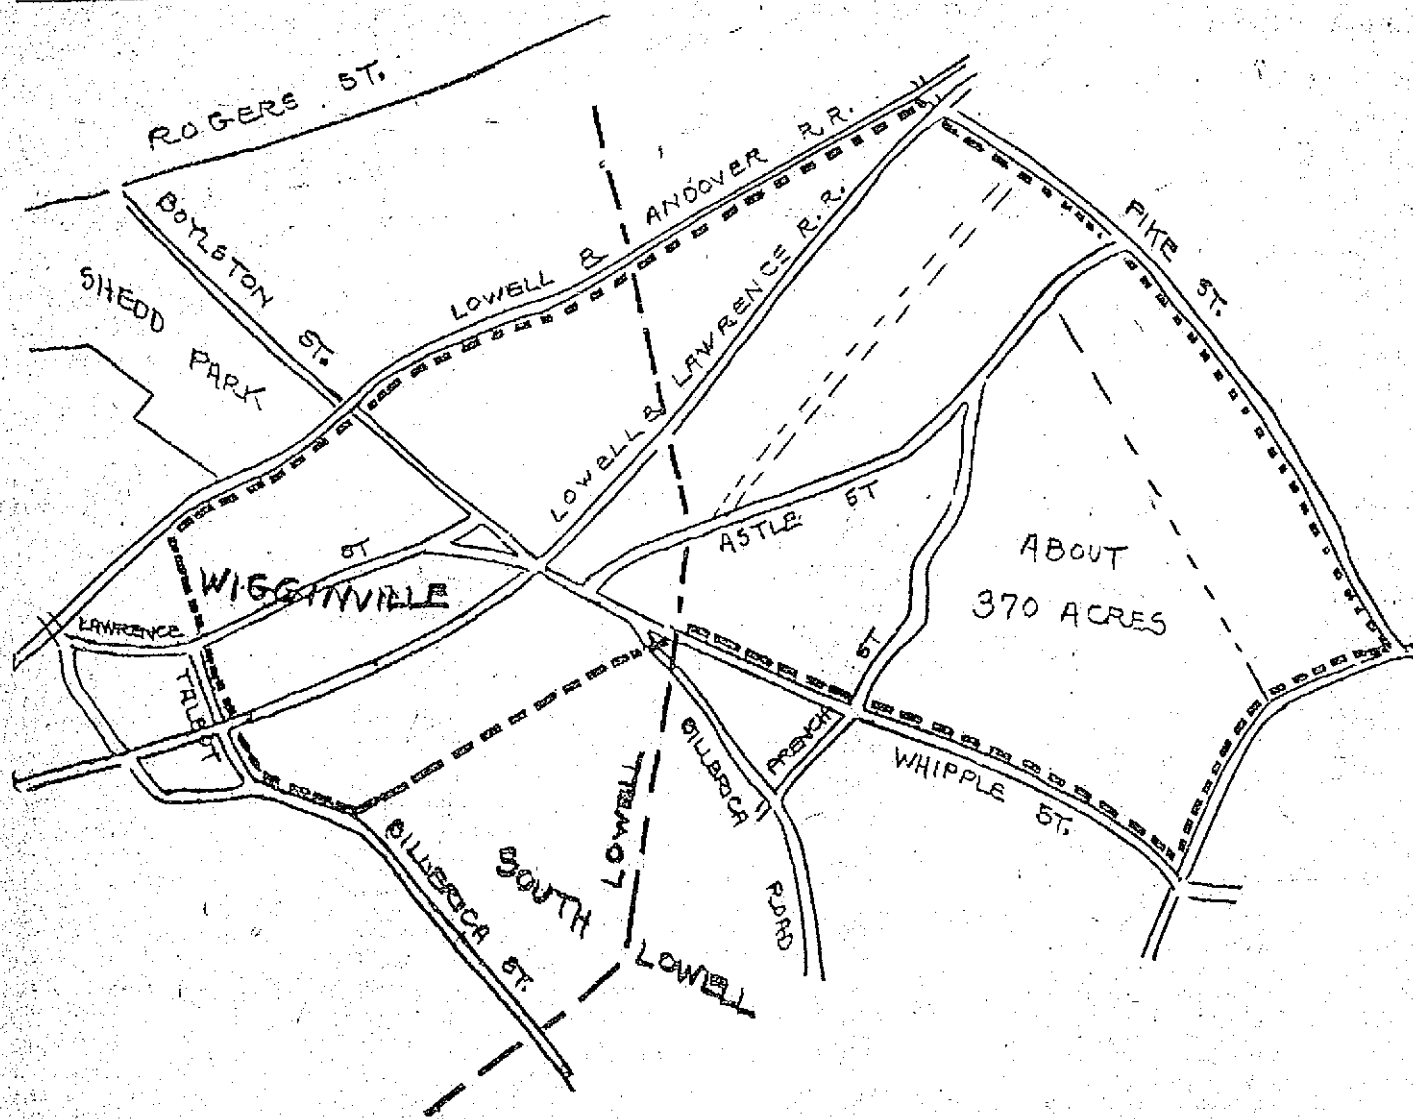 ROGERS ST.
BOYLSTON ST.
SHEDD PARK
LOWELL & ANDOVER R.R.
LOWELL & LAWRENCE R.R.
PIKE ST.
ASTLE ST
ABOUT
370 ACRES
WIGGINVILLE
LAWRENCE ST
TALBOT
FRENCH ST
BILLERICA ROAD
WHIPPLE ST.
BILLERICA ST.
LOWELL
SOUTH LOWELL